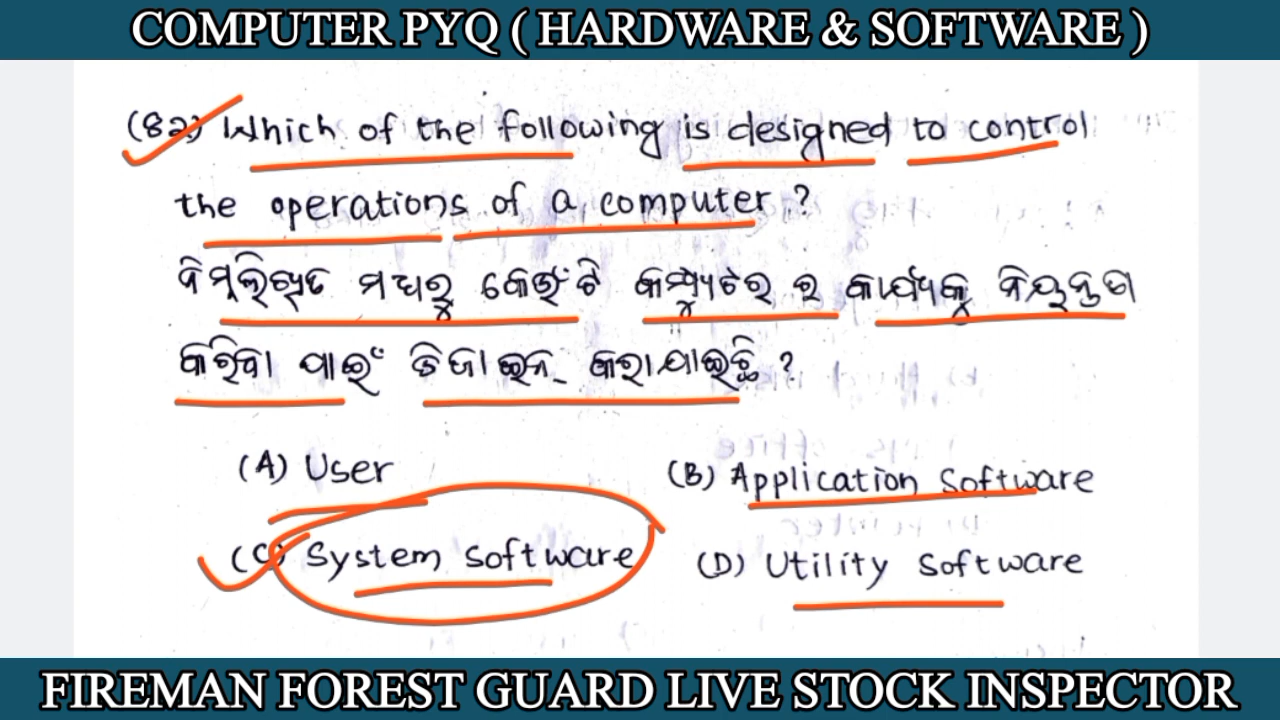 COMPUTER PYQ ( HARDWARE & SOFTWARE )
(82) Which of the following is designed to control
the operations of a computer ?
ନିମ୍ନଲିଖିତ ମଧ୍ୟରୁ କେଉଁଟି କମ୍ପ୍ୟୁଟର ର କାର୍ଯ୍ୟକୁ ନିୟନ୍ତ୍ରଣ
କରିବା ପାଇଁ ଡିଜାଇନ୍ କରାଯାଇଛି ?
(A) User
(B) Application Software
(C) System Software
(D) Utility Software
FIREMAN FOREST GUARD LIVE STOCK INSPECTOR